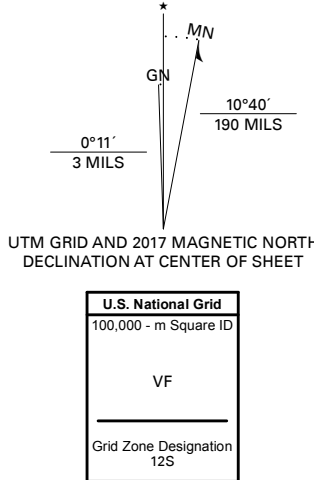 MN
GN
0°11´
3 MILS
10°40´
190 MILS
UTM GRID AND 2017 MAGNETIC NORTH
DECLINATION AT CENTER OF SHEET
U.S. National Grid
100,000 - m Square ID
VF
Grid Zone Designation
12S